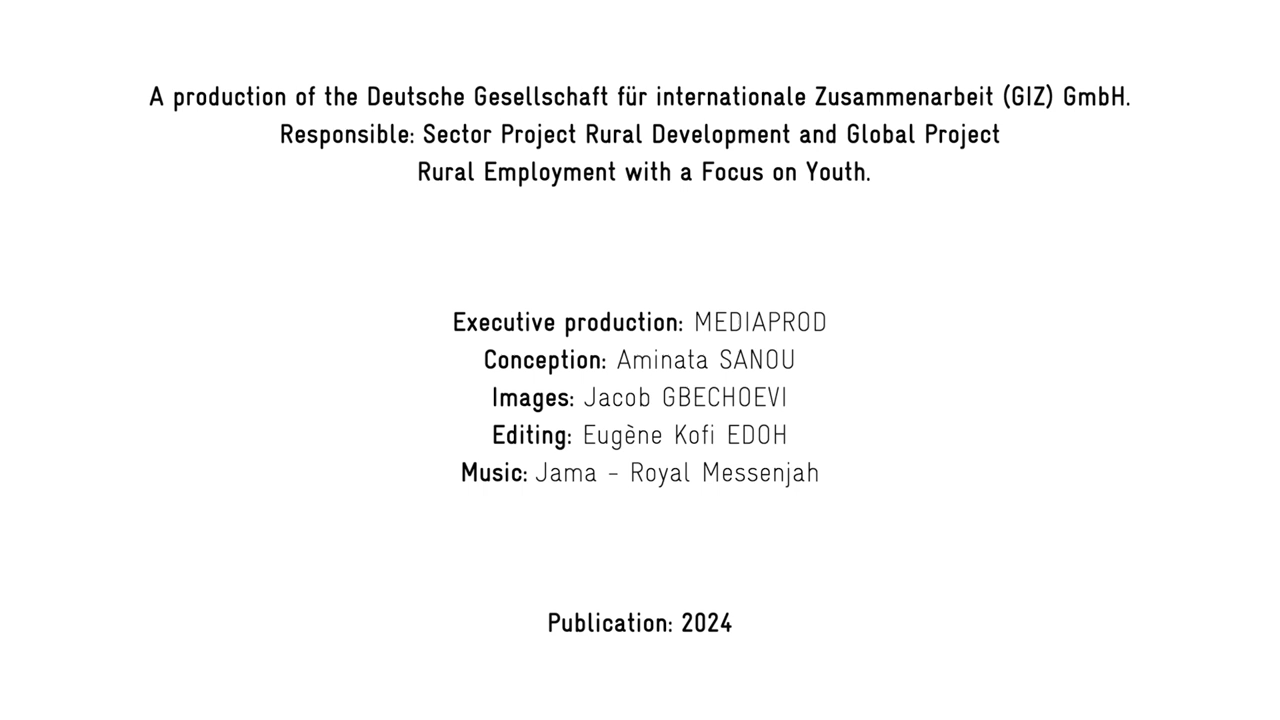 A production of the Deutsche Gesellschaft für internationale Zusammenarbeit (GIZ) GmbH.
Responsible: Sector Project Rural Development and Global Project
Rural Employment with a Focus on Youth.
Executive production: MEDIAPROD
Conception: Aminata SANOU
Images: Jacob GBECHOEVI
Editing: Eugène Kofi EDOH
Music: Jama - Royal Messenjah
Publication: 2024